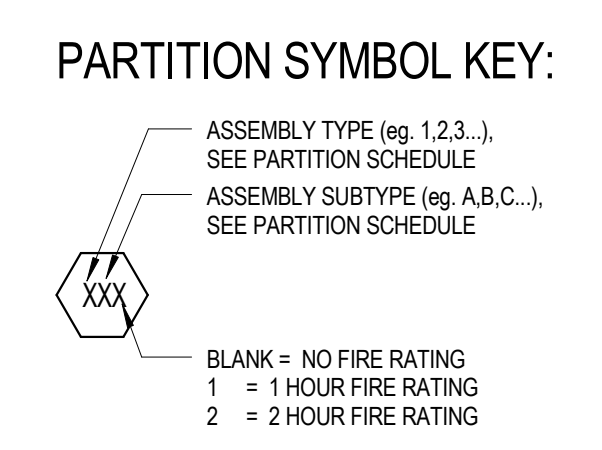 PARTITION SYMBOL KEY:
ASSEMBLY TYPE (eg. 1,2,3...),
SEE PARTITION SCHEDULE
ASSEMBLY SUBTYPE (eg. A,B,C...),
SEE PARTITION SCHEDULE
XXX
BLANK = NO FIRE RATING
1 = 1 HOUR FIRE RATING
2 = 2 HOUR FIRE RATING